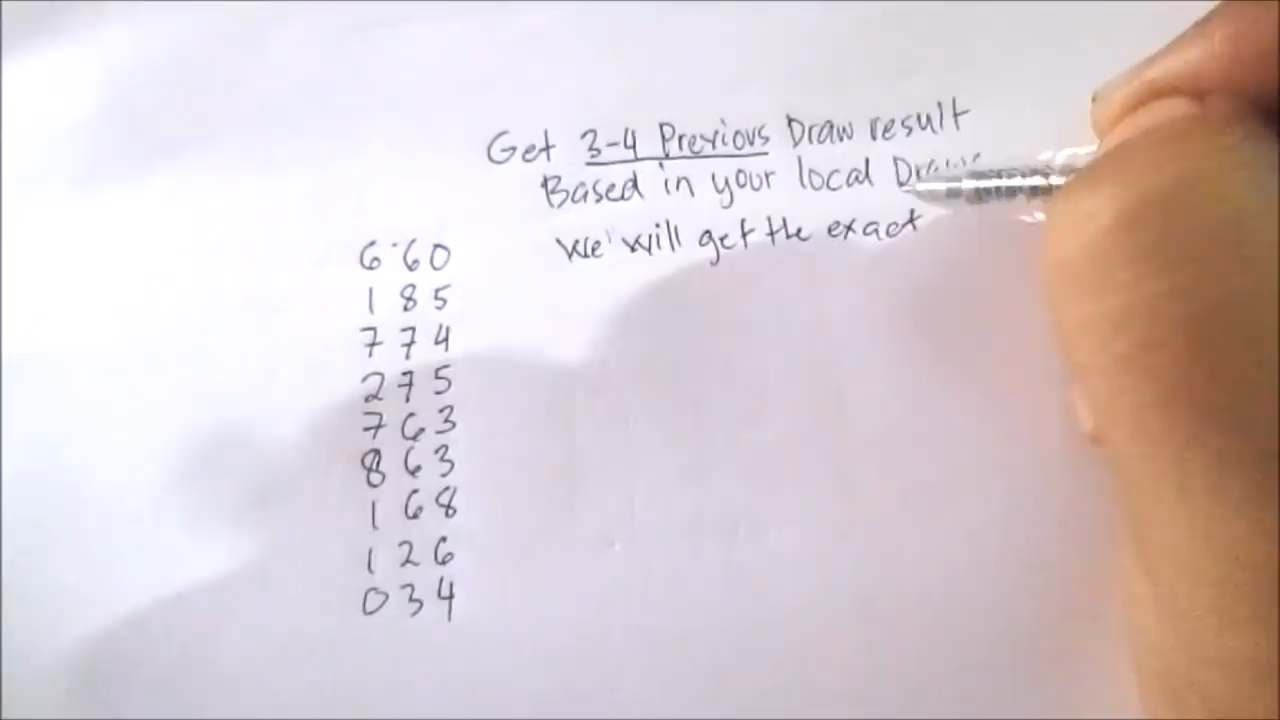 Get 3-4 Previous Draw result
Based in your local
We will get the exact
6 60
1 8 5
7 7 4
2 7 5
7 6 3
8 6 3
1 6 8
1 2 6
0 3 4